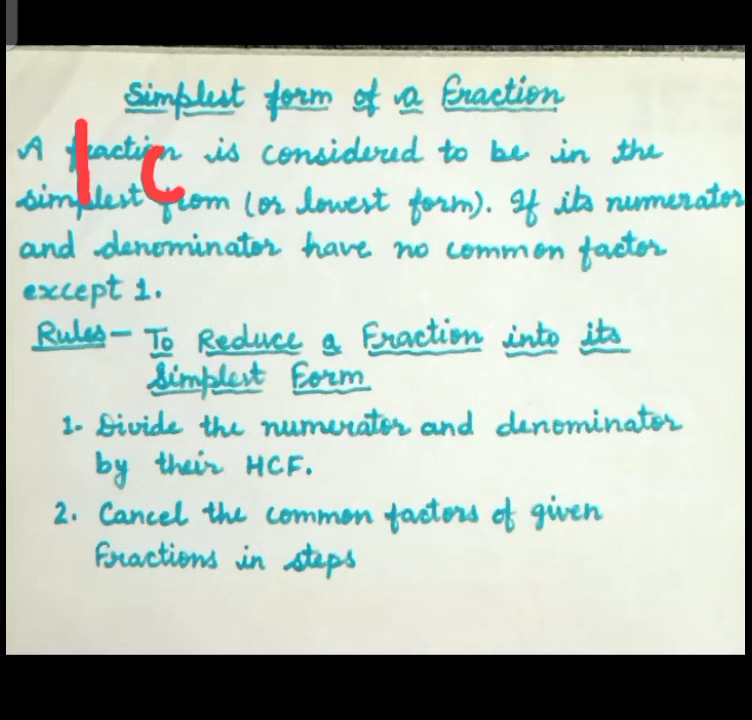 Simplest form of a Fraction
A fraction is considered to be in the
simplest from (or lowest form). If its numerator
and denominator have no common factor
except 1.
Rules - To Reduce a Fraction into its
Simplest Form
1. Divide the numerator and denominator
by their HCF.
2. Cancel the common factors of given
Fractions in steps